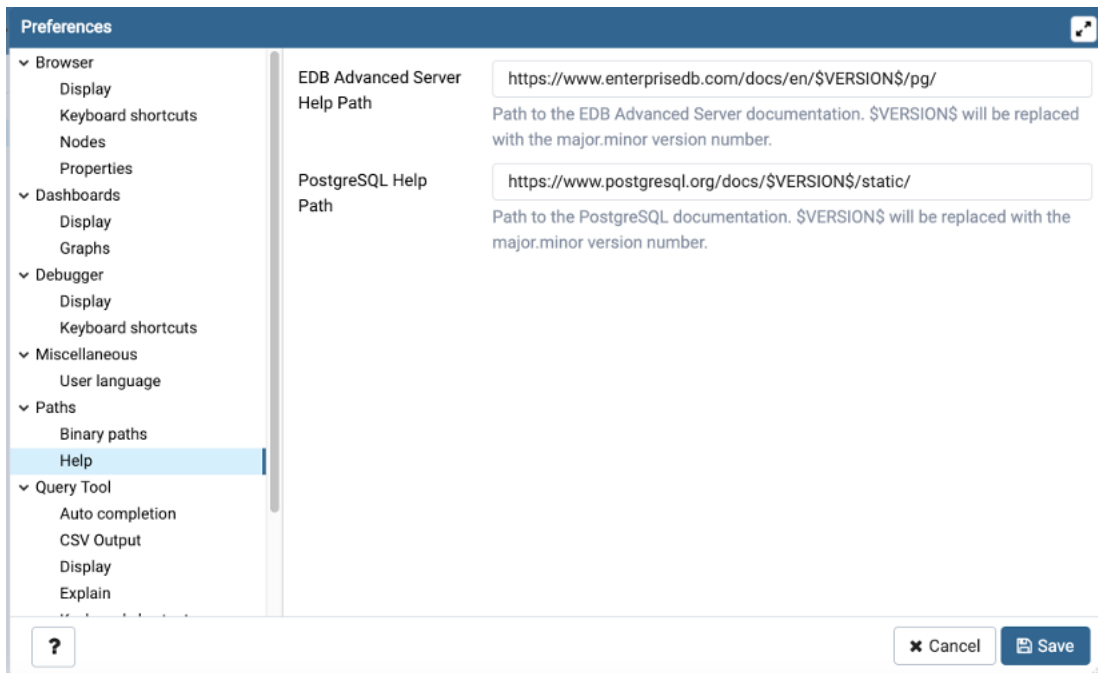 Preferences
Browser
Display
Keyboard shortcuts
Nodes
Properties
Dashboards
Display
Graphs
Debugger
Display
Keyboard shortcuts
Miscellaneous
User language
Paths
Binary paths
Help
Query Tool
Auto completion
CSV Output
Display
Explain
EDB Advanced Server
Help Path
https://www.enterprisedb.com/docs/en/$VERSION$/pg/
Path to the EDB Advanced Server documentation. $VERSION$ will be replaced
with the major.minor version number.
PostgreSQL Help
Path
https://www.postgresql.org/docs/$VERSION$/static/
Path to the PostgreSQL documentation. $VERSION$ will be replaced with the
major.minor version number.
?
Cancel
Save